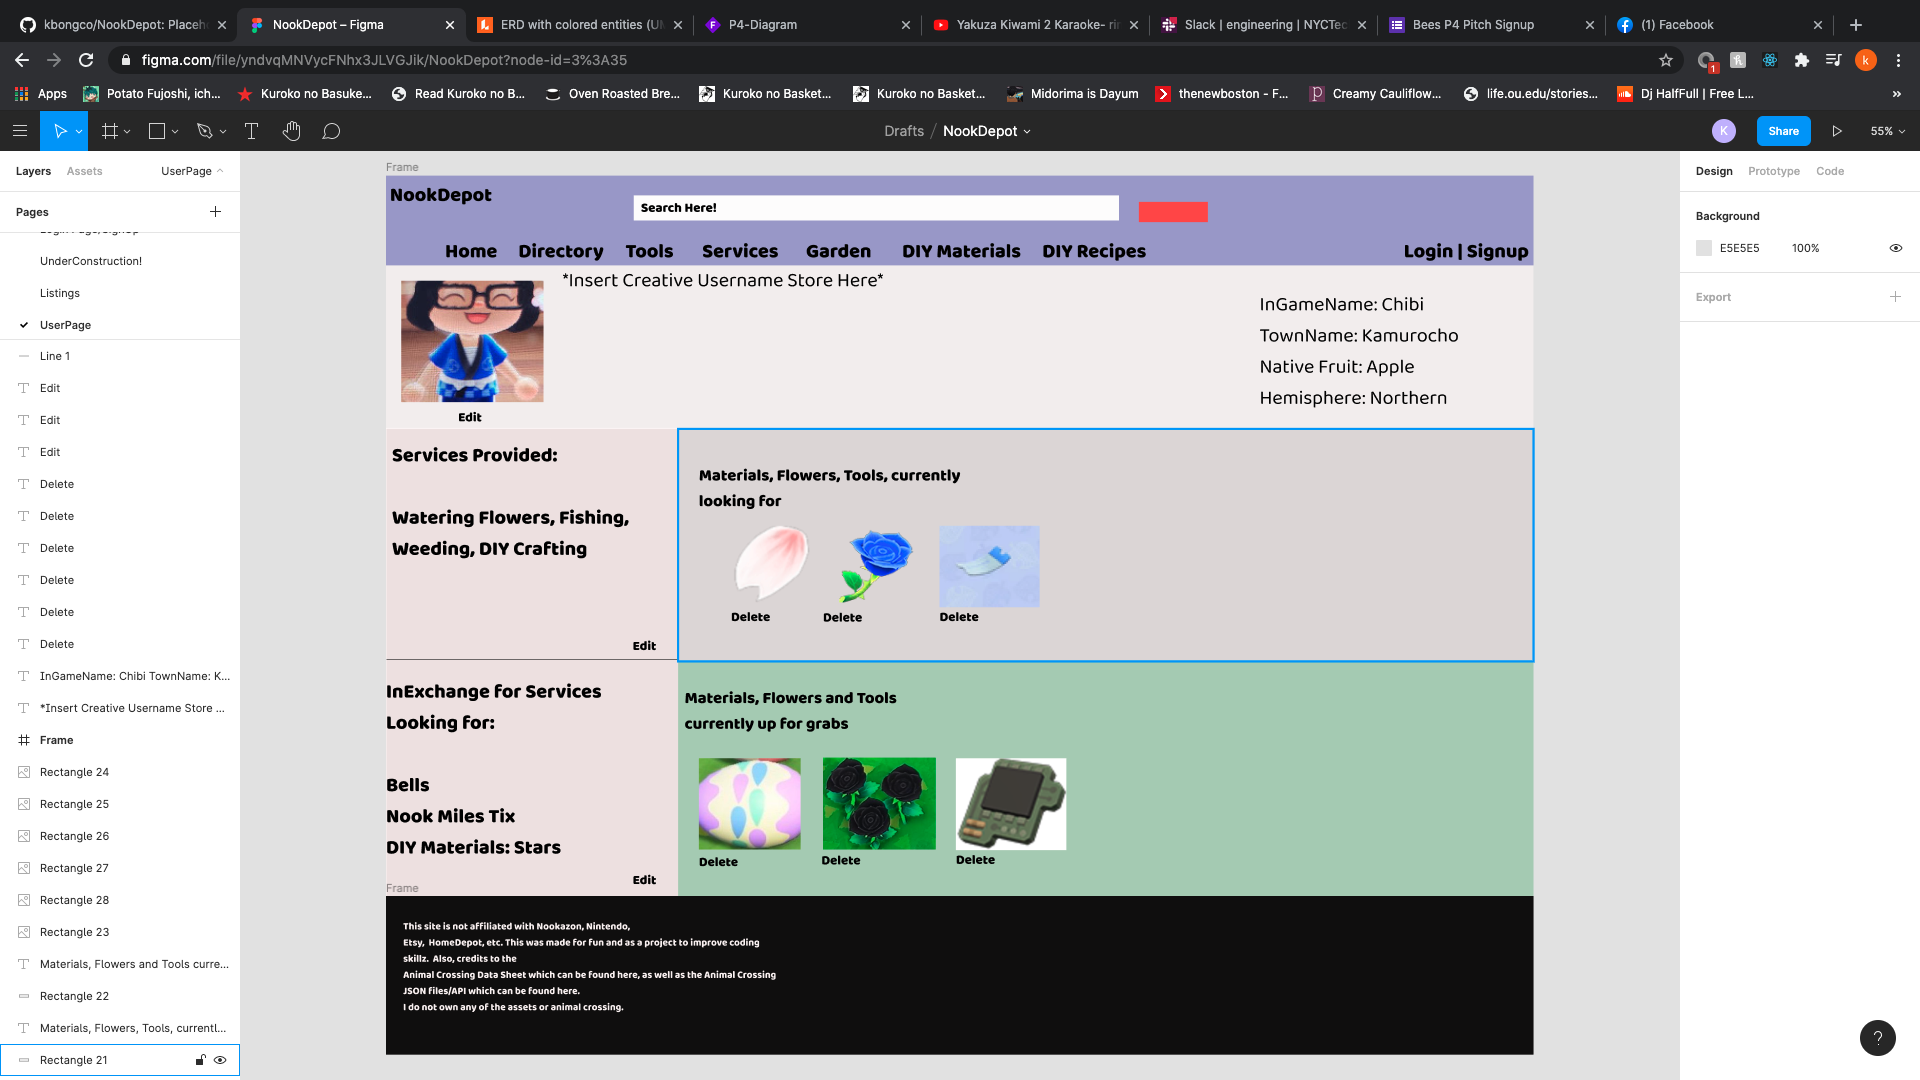 kbongco/NookDepot: Placeh
NookDepot – Figma
ERD with colored entities (U
P4-Diagram
Yakuza Kiwami 2 Karaoke- ri
Slack | engineering | NYCTec
Bees P4 Pitch Signup
(1) Facebook
figma.com/file/yndvqMNVycFNhx3JLVGJik/NookDepot?node-id=3%3A35
1
k
Apps
Potato Fujoshi, ich...
Kuroko no Basuke...
Read Kuroko no B...
Oven Roasted Bre...
Kuroko no Basket...
Kuroko no Basket...
Midorima is Dayum
thenewboston - F...
Creamy Cauliflow...
life.ou.edu/stories...
Dj HalfFull | Free L...
»
Drafts / NookDepot
K
Share
55%
Layers
Assets
UserPage
Pages
Login Page/SignUp
UnderConstruction!
Listings
UserPage
Line 1
Edit
Edit
Edit
Delete
Delete
Delete
Delete
Delete
Delete
InGameName: Chibi TownName: K...
*Insert Creative Username Store ...
Frame
Rectangle 24
Rectangle 25
Rectangle 26
Rectangle 27
Rectangle 28
Rectangle 23
Materials, Flowers and Tools curre...
Rectangle 22
Materials, Flowers, Tools, currentl...
Rectangle 21
Frame
NookDepot
Search Here!
Home
Directory
Tools
Services
Garden
DIY Materials
DIY Recipes
Login | Signup
*Insert Creative Username Store Here*
InGameName: Chibi
TownName: Kamurocho
Native Fruit: Apple
Hemisphere: Northern
Edit
Services Provided:
Watering Flowers, Fishing,
Weeding, DIY Crafting
Edit
Materials, Flowers, Tools, currently
looking for
Delete
Delete
Delete
InExchange for Services
Looking for:
Bells
Nook Miles Tix
DIY Materials: Stars
Edit
Materials, Flowers and Tools
currently up for grabs
Delete
Delete
Delete
Frame
This site is not affiliated with Nookazon, Nintendo,
Etsy, HomeDepot, etc. This was made for fun and as a project to improve coding
skillz. Also, credits to the
Animal Crossing Data Sheet which can be found here, as well as the Animal Crossing
JSON files/API which can be found here.
I do not own any of the assets or animal crossing.
Design
Prototype
Code
Background
E5E5E5
100%
Export
?